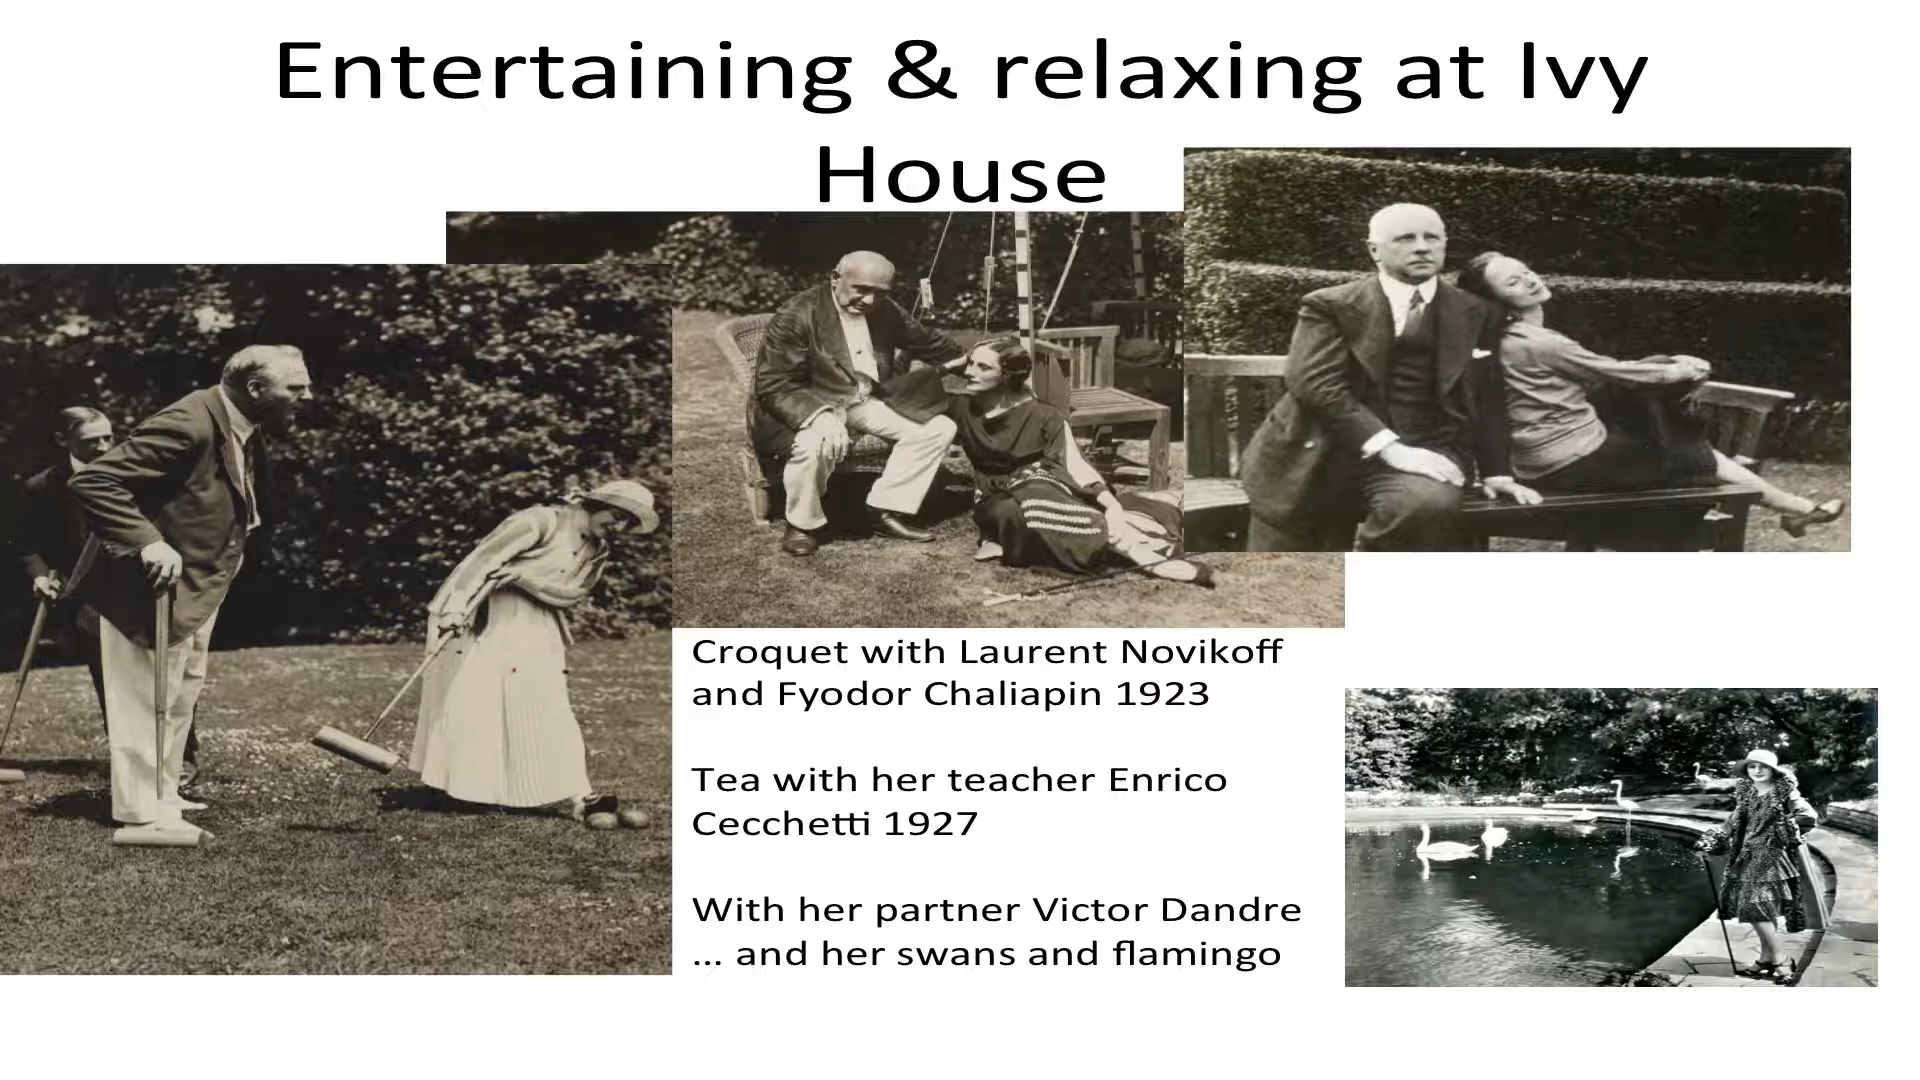 Entertaining & relaxing at Ivy
House
Croquet with Laurent Novikoff
and Fyodor Chaliapin 1923
Tea with her teacher Enrico
Cecchetti 1927
With her partner Victor Dandre
... and her swans and flamingo